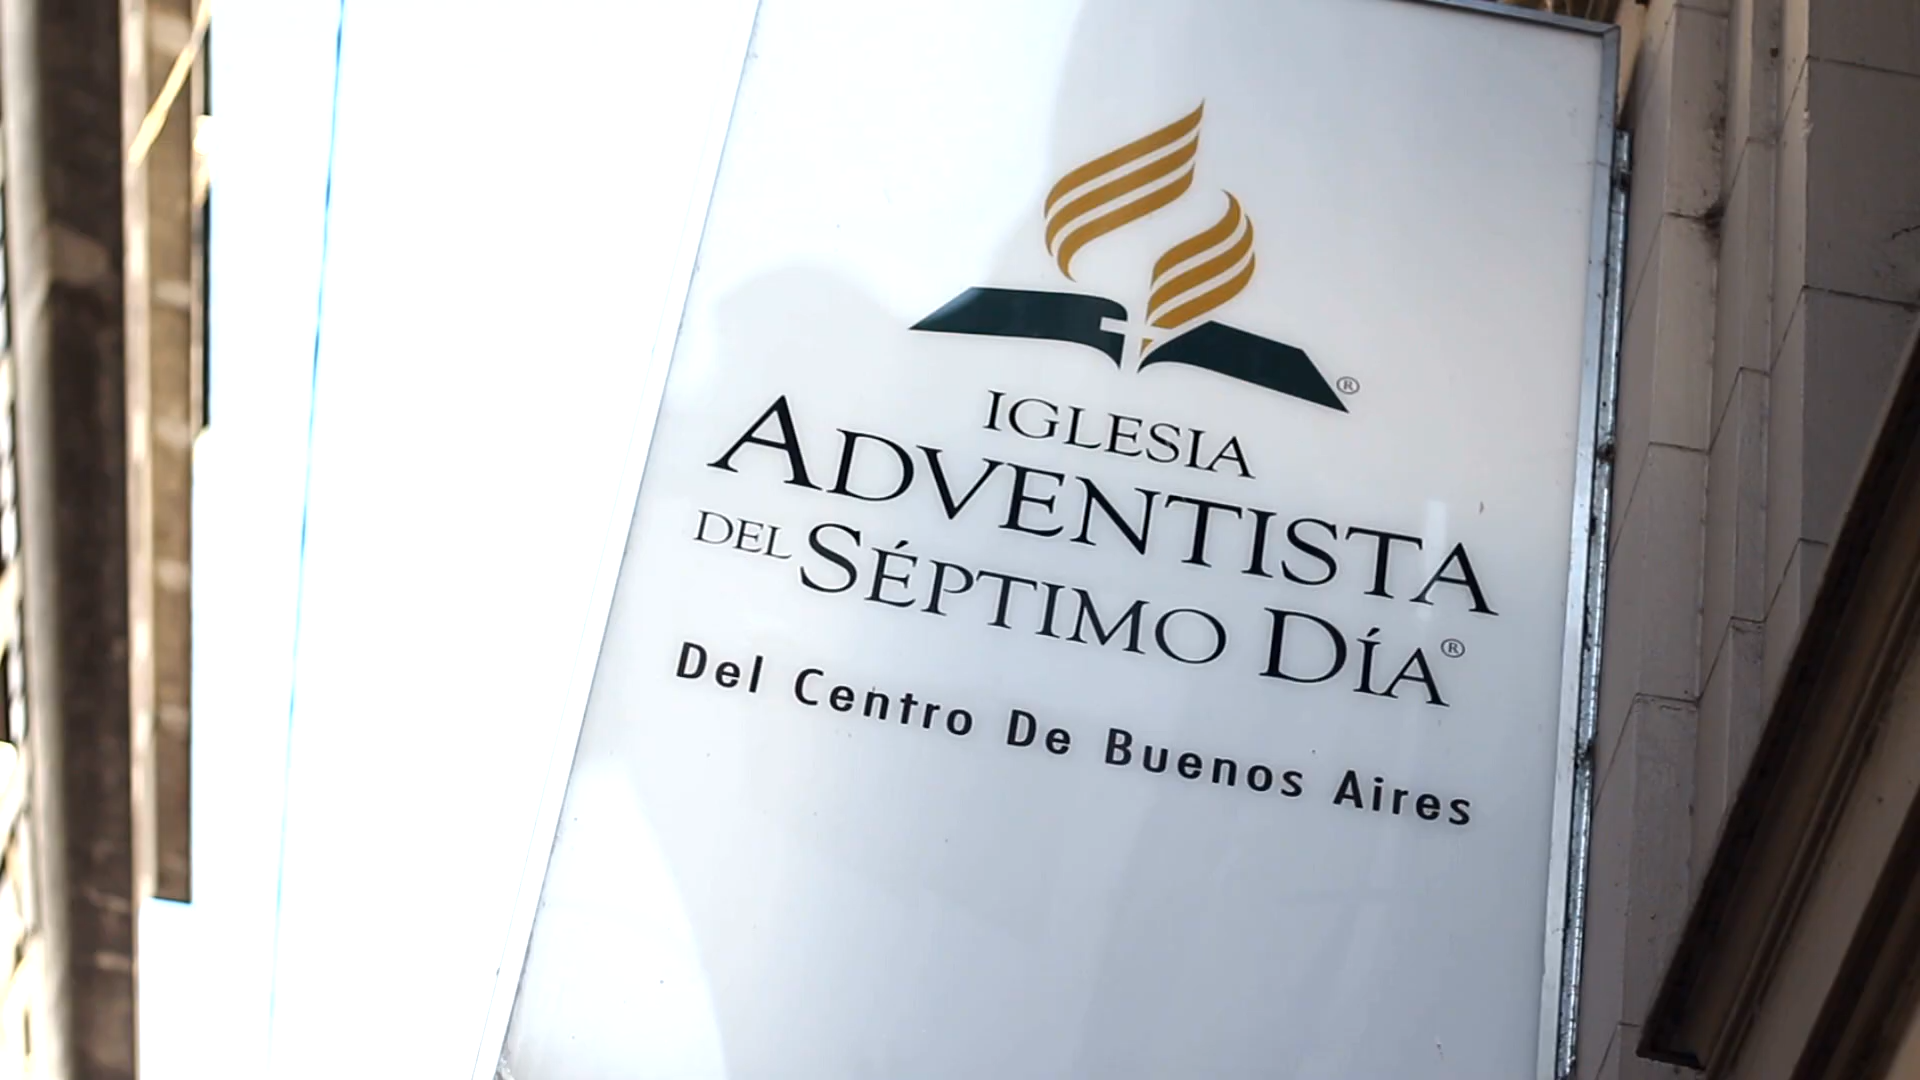 ®
IGLESIA
ADVENTISTA
DEL SÉPTIMO DÍA®
Del Centro De Buenos Aires